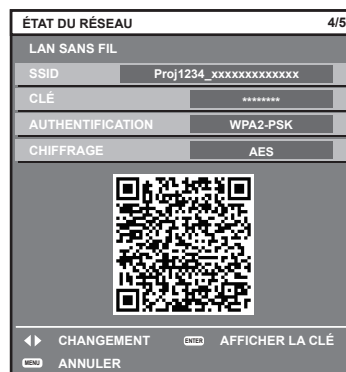 ÉTAT DU RÉSEAU 4/5
LAN SANS FIL
SSID Proj1234_xxxxxxxxxxxxx
CLÉ ********
AUTHENTIFICATION WPA2-PSK
CHIFFRAGE AES
CHANGEMENT ENTER AFFICHER LA CLÉ
MENU ANNULER